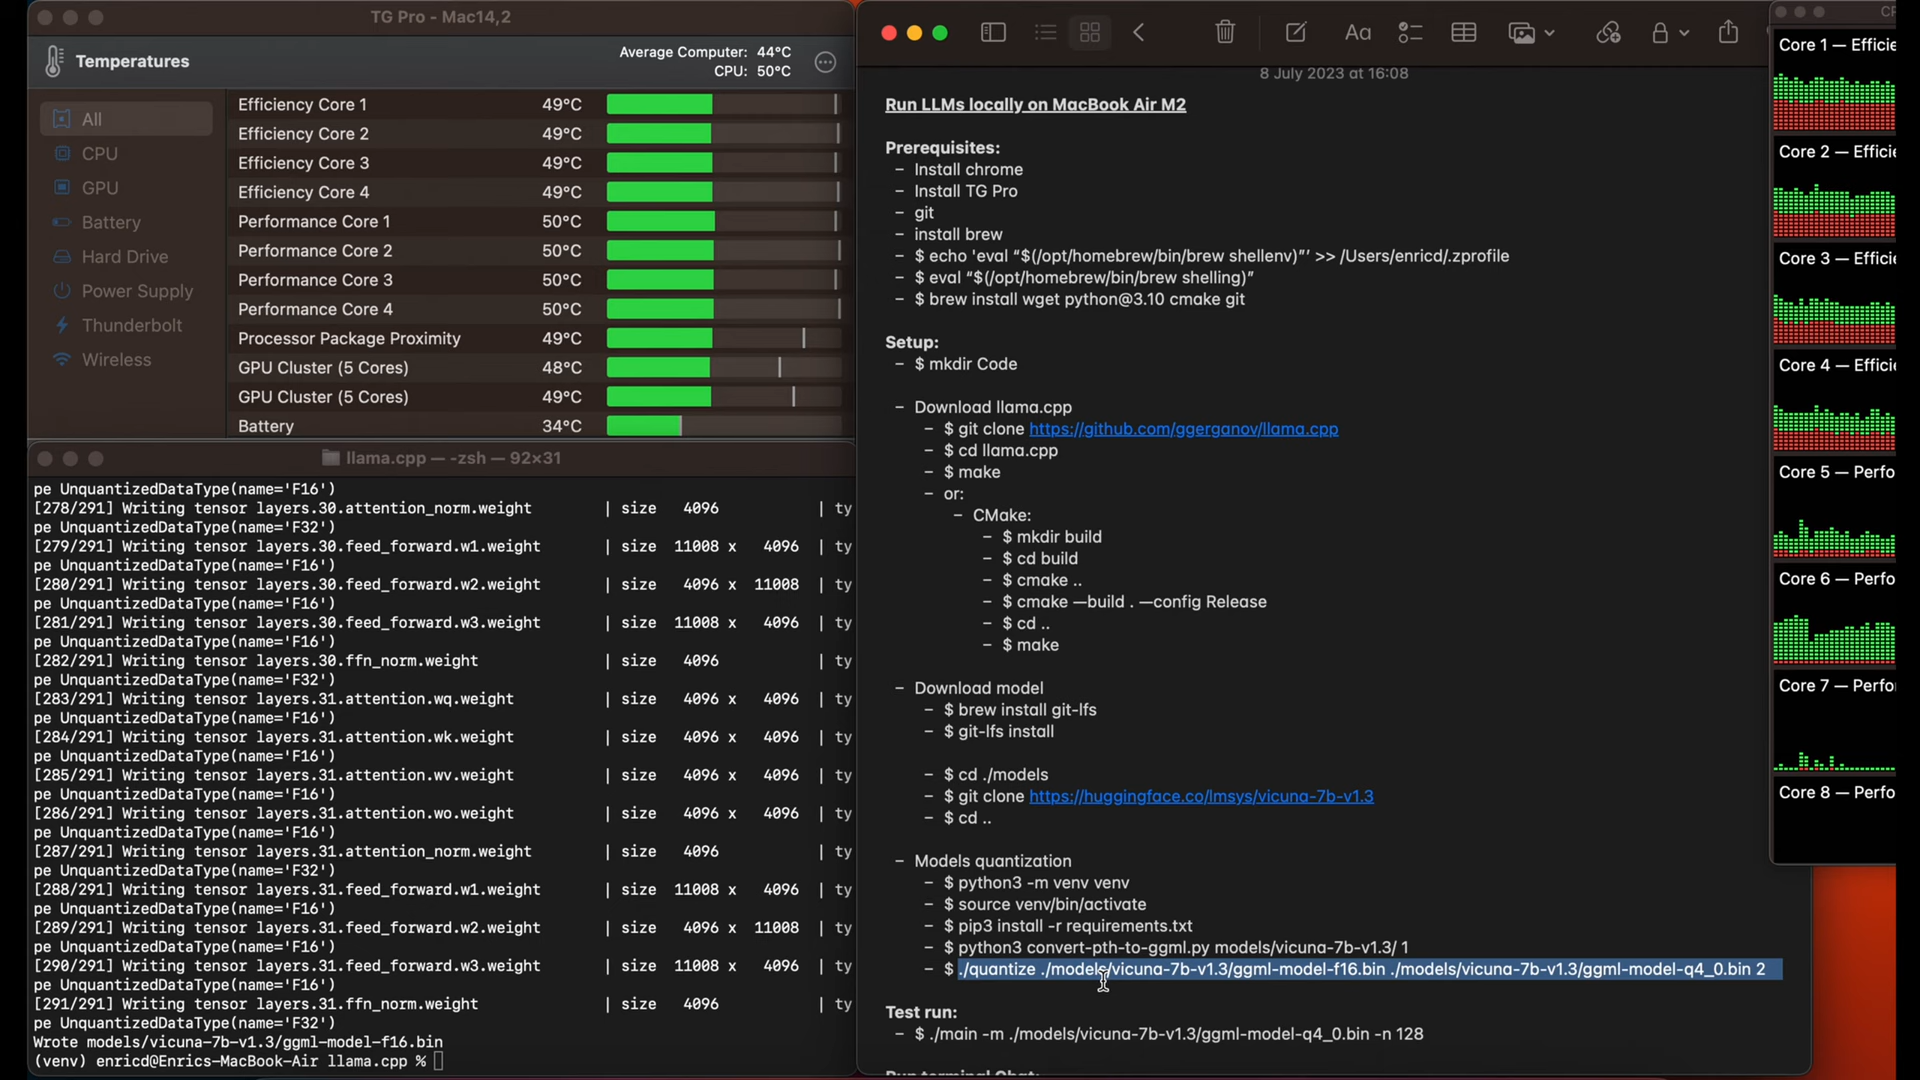 TG Pro - Mac14,2
Temperatures
Average Computer: 44°C
CPU: 50°C
All
CPU
GPU
Battery
Hard Drive
Power Supply
Thunderbolt
Wireless
Efficiency Core 1 49°C
Efficiency Core 2 49°C
Efficiency Core 3 49°C
Efficiency Core 4 49°C
Performance Core 1 50°C
Performance Core 2 50°C
Performance Core 3 50°C
Performance Core 4 50°C
Processor Package Proximity 49°C
GPU Cluster (5 Cores) 48°C
GPU Cluster (5 Cores) 49°C
Battery 34°C
llama.cpp — -zsh — 92×31
pe UnquantizedDataType(name='F16')
[278/291] Writing tensor layers.30.attention_norm.weight | size 4096 | ty
pe UnquantizedDataType(name='F32')
[279/291] Writing tensor layers.30.feed_forward.w1.weight | size 11008 x 4096 | ty
pe UnquantizedDataType(name='F16')
[280/291] Writing tensor layers.30.feed_forward.w2.weight | size 4096 x 11008 | ty
pe UnquantizedDataType(name='F16')
[281/291] Writing tensor layers.30.feed_forward.w3.weight | size 11008 x 4096 | ty
pe UnquantizedDataType(name='F16')
[282/291] Writing tensor layers.30.ffn_norm.weight | size 4096 | ty
pe UnquantizedDataType(name='F32')
[283/291] Writing tensor layers.31.attention.wq.weight | size 4096 x 4096 | ty
pe UnquantizedDataType(name='F16')
[284/291] Writing tensor layers.31.attention.wk.weight | size 4096 x 4096 | ty
pe UnquantizedDataType(name='F16')
[285/291] Writing tensor layers.31.attention.wv.weight | size 4096 x 4096 | ty
pe UnquantizedDataType(name='F16')
[286/291] Writing tensor layers.31.attention.wo.weight | size 4096 x 4096 | ty
pe UnquantizedDataType(name='F16')
[287/291] Writing tensor layers.31.attention_norm.weight | size 4096 | ty
pe UnquantizedDataType(name='F32')
[288/291] Writing tensor layers.31.feed_forward.w1.weight | size 11008 x 4096 | ty
pe UnquantizedDataType(name='F16')
[289/291] Writing tensor layers.31.feed_forward.w2.weight | size 4096 x 11008 | ty
pe UnquantizedDataType(name='F16')
[290/291] Writing tensor layers.31.feed_forward.w3.weight | size 11008 x 4096 | ty
pe UnquantizedDataType(name='F16')
[291/291] Writing tensor layers.31.ffn_norm.weight | size 4096 | ty
pe UnquantizedDataType(name='F32')
Wrote models/vicuna-7b-v1.3/ggml-model-f16.bin
(venv) enricd@Enrics-MacBook-Air llama.cpp %
Aa
8 July 2023 at 16:08
Run LLMs locally on MacBook Air M2
Prerequisites:
– Install chrome
– Install TG Pro
– git
– install brew
– $ echo 'eval “$(/opt/homebrew/bin/brew shellenv)”’ >> /Users/enricd/.zprofile
– $ eval “$(/opt/homebrew/bin/brew shelling)”
– $ brew install wget python@3.10 cmake git
Setup:
– $ mkdir Code
– Download llama.cpp
– $ git clone https://github.com/ggerganov/llama.cpp
– $ cd llama.cpp
– $ make
– or:
– CMake:
– $ mkdir build
– $ cd build
– $ cmake ..
– $ cmake —build . —config Release
– $ cd ..
– $ make
– Download model
– $ brew install git-lfs
– $ git-lfs install
– $ cd ./models
– $ git clone https://huggingface.co/lmsys/vicuna-7b-v1.3
– $ cd ..
– Models quantization
– $ python3 -m venv venv
– $ source venv/bin/activate
– $ pip3 install -r requirements.txt
– $ python3 convert-pth-to-ggml.py models/vicuna-7b-v1.3/ 1
– $ ./quantize ./models/vicuna-7b-v1.3/ggml-model-f16.bin ./models/vicuna-7b-v1.3/ggml-model-q4_0.bin 2
Test run:
– $ ./main -m ./models/vicuna-7b-v1.3/ggml-model-q4_0.bin -n 128
Run terminal Chat:
Core 1 — Efficie
Core 2 — Efficie
Core 3 — Efficie
Core 4 — Efficie
Core 5 — Perfo
Core 6 — Perfo
Core 7 — Perfo
Core 8 — Perfo